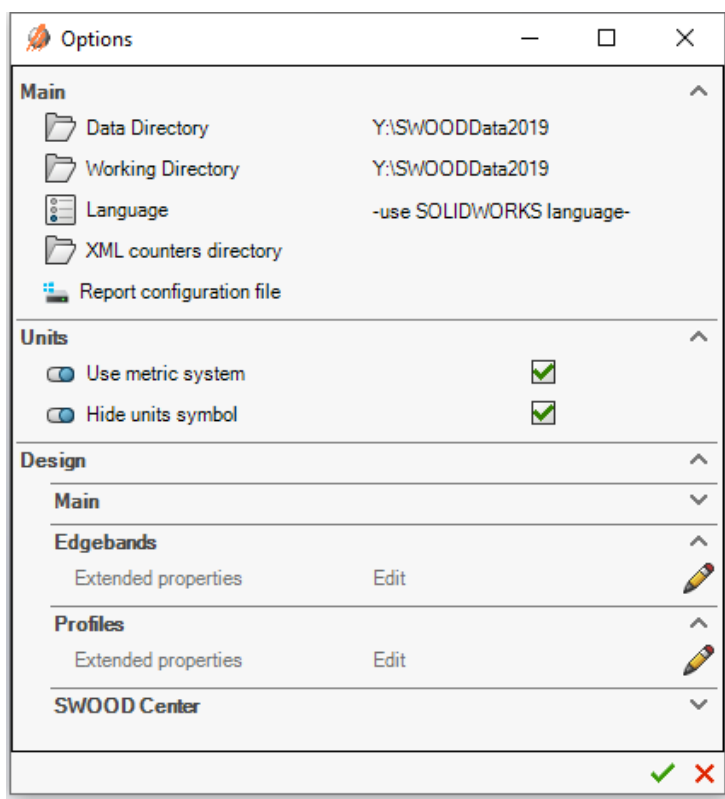 Options
Main
Data Directory Y:\SWOODData2019
Working Directory Y:\SWOODData2019
Language -use SOLIDWORKS language-
XML counters directory
Report configuration file
Units
Use metric system
Hide units symbol
Design
Main
Edgebands
Extended properties Edit
Profiles
Extended properties Edit
SWOOD Center